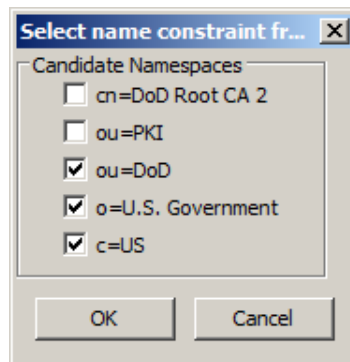 Select name constraint fr...
Candidate Namespaces
cn=DoD Root CA 2
ou=PKI
ou=DoD
o=U.S. Government
c=US
OK Cancel